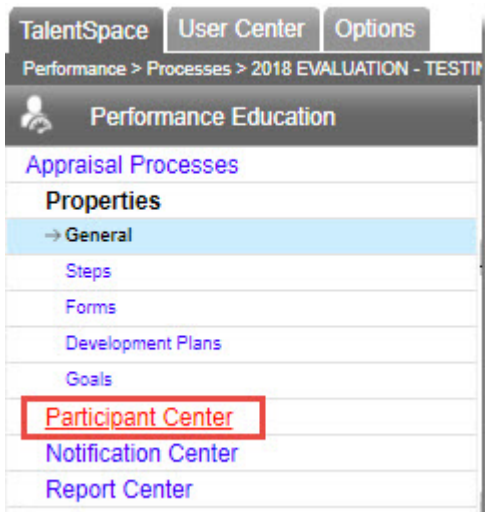 TalentSpace User Center Options
Performance > Processes > 2018 EVALUATION -
Performance Education
Appraisal Processes
Properties
→ General
Steps
Forms
Development Plans
Goals
Participant Center
Notification Center
Report Center